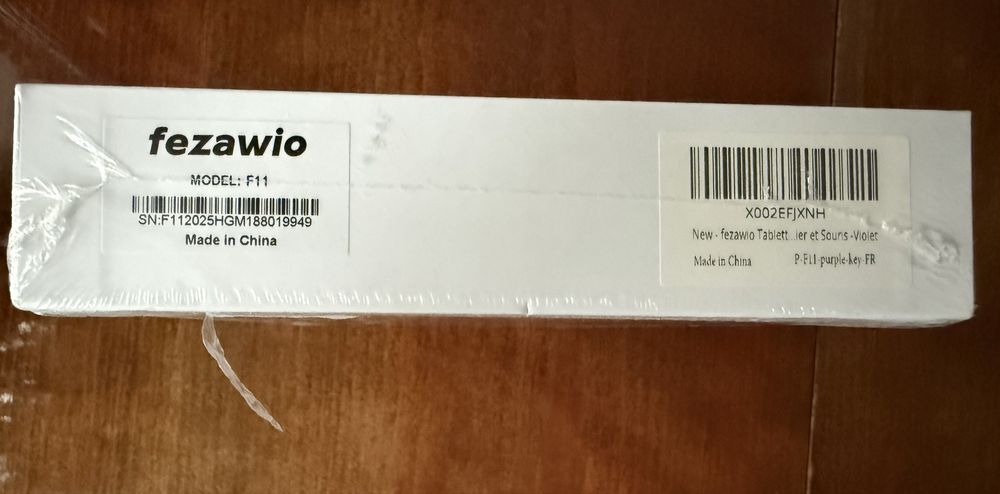 fezawio
MODEL: F11
SN:F112025HGM188019949
Made in China
X002EFJXNH
New - fezawio Tablett...ier et Souris -Violet
Made in China
P-F11-purple-key-FR